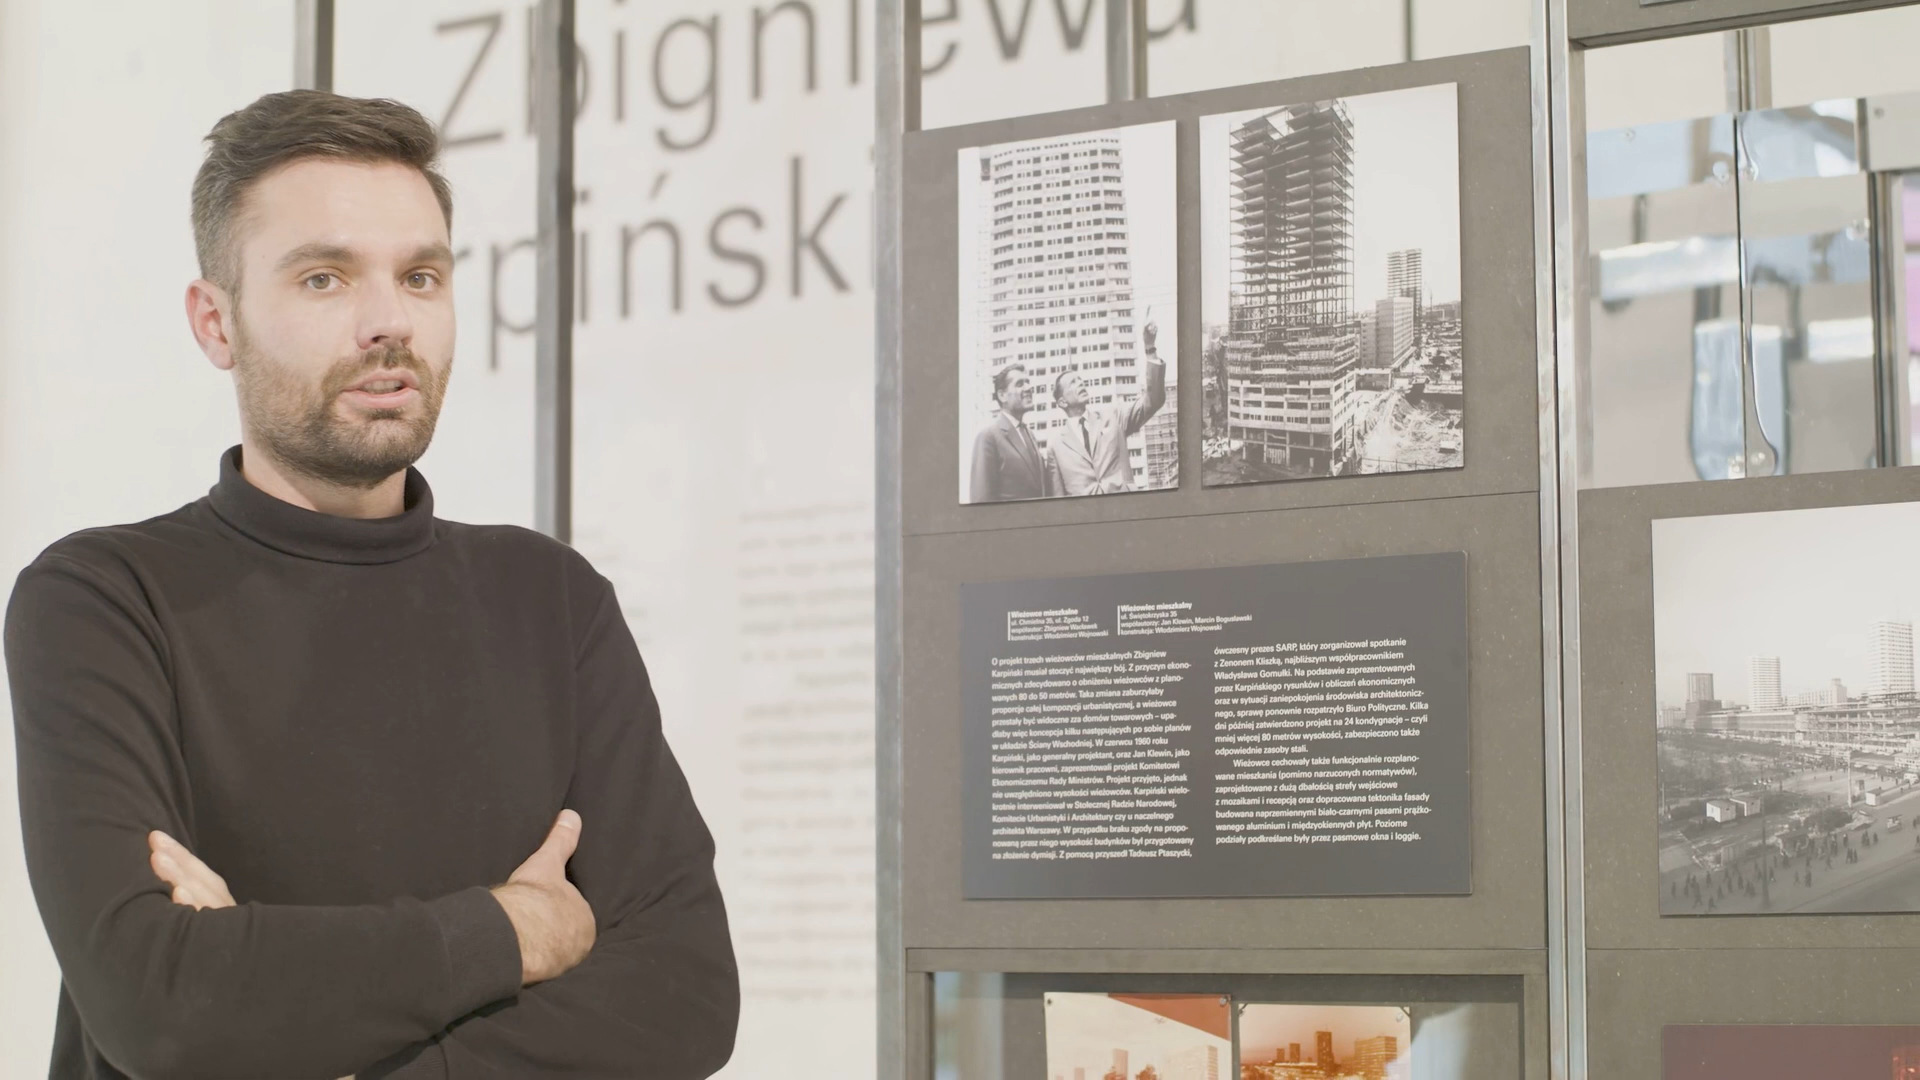 Zbigniewa
rpiński
Wieżowce mieszkalne
ul. Chmielna 35, ul. Zgoda 12
współautor: Zbigniew Wacławek
konstrukcja: Włodzimierz Wojnowski
Wieżowiec mieszkalny
ul. Świętokrzyska 35
współautorzy: Jan Klewin, Marcin Bogusławski
konstrukcja: Włodzimierz Wojnowski
O projekt trzech wieżowców mieszkalnych Zbigniew
Karpiński musiał stoczyć największy bój. Z przyczyn ekono-
micznych zdecydowano o obniżeniu wieżowców z plano-
wanych 80 do 50 metrów. Taka zmiana zaburzyłaby
proporcje całej kompozycji urbanistycznej, a wieżowce
przestały być widoczne zza domów towarowych – upa-
dłaby więc koncepcja kilku następujących po sobie planów
w układzie Ściany Wschodniej. W czerwcu 1960 roku
Karpiński, jako generalny projektant, oraz Jan Klewin, jako
kierownik pracowni, zaprezentowali projekt Komitetowi
Ekonomicznemu Rady Ministrów. Projekt przyjęto, jednak
nie uwzględniono wysokości wieżowców. Karpiński wielo-
krotnie interweniował w Stołecznej Radzie Narodowej,
Komitecie Urbanistyki i Architektury czy u naczelnego
architekta Warszawy. W przypadku braku zgody na propo-
nowaną przez niego wysokość budynków był przygotowany
na złożenie dymisji. Z pomocą przyszedł Tadeusz Ptaszycki,
ówczesny prezes SARP, który zorganizował spotkanie
z Zenonem Kliszką, najbliższym współpracownikiem
Władysława Gomułki. Na podstawie zaprezentowanych
przez Karpińskiego rysunków i obliczeń ekonomicznych
oraz w sytuacji zaniepokojenia środowiska architektonicz-
nego, sprawę ponownie rozpatrzyło Biuro Polityczne. Kilka
dni później zatwierdzono projekt na 24 kondygnacje – czyli
mniej więcej 80 metrów wysokości, zabezpieczono także
odpowiednie zasoby stali.
Wieżowce cechowały także funkcjonalnie rozplano-
wane mieszkania (pomimo narzuconych normatywów),
zaprojektowane z dużą dbałością strefy wejściowe
z mozaikami i recepcją oraz dopracowana tektonika fasady
budowana naprzemiennymi biało-czarnymi pasami prążko-
wanego aluminium i międzyokiennych płyt. Poziome
podziały podkreślane były przez pasmowe okna i loggie.